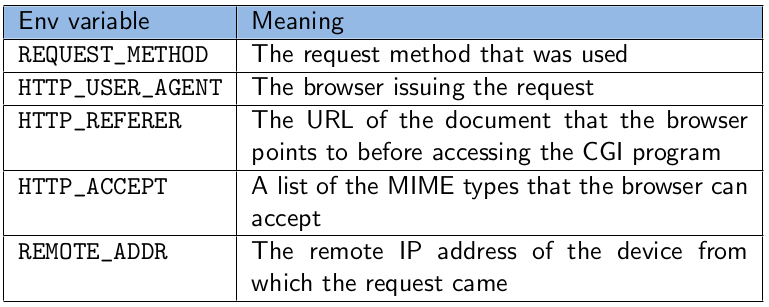 Env variable Meaning
REQUEST_METHOD The request method that was used
HTTP_USER_AGENT The browser issuing the request
HTTP_REFERER The URL of the document that the browser
points to before accessing the CGI program
HTTP_ACCEPT A list of the MIME types that the browser can
accept
REMOTE_ADDR The remote IP address of the device from
which the request came